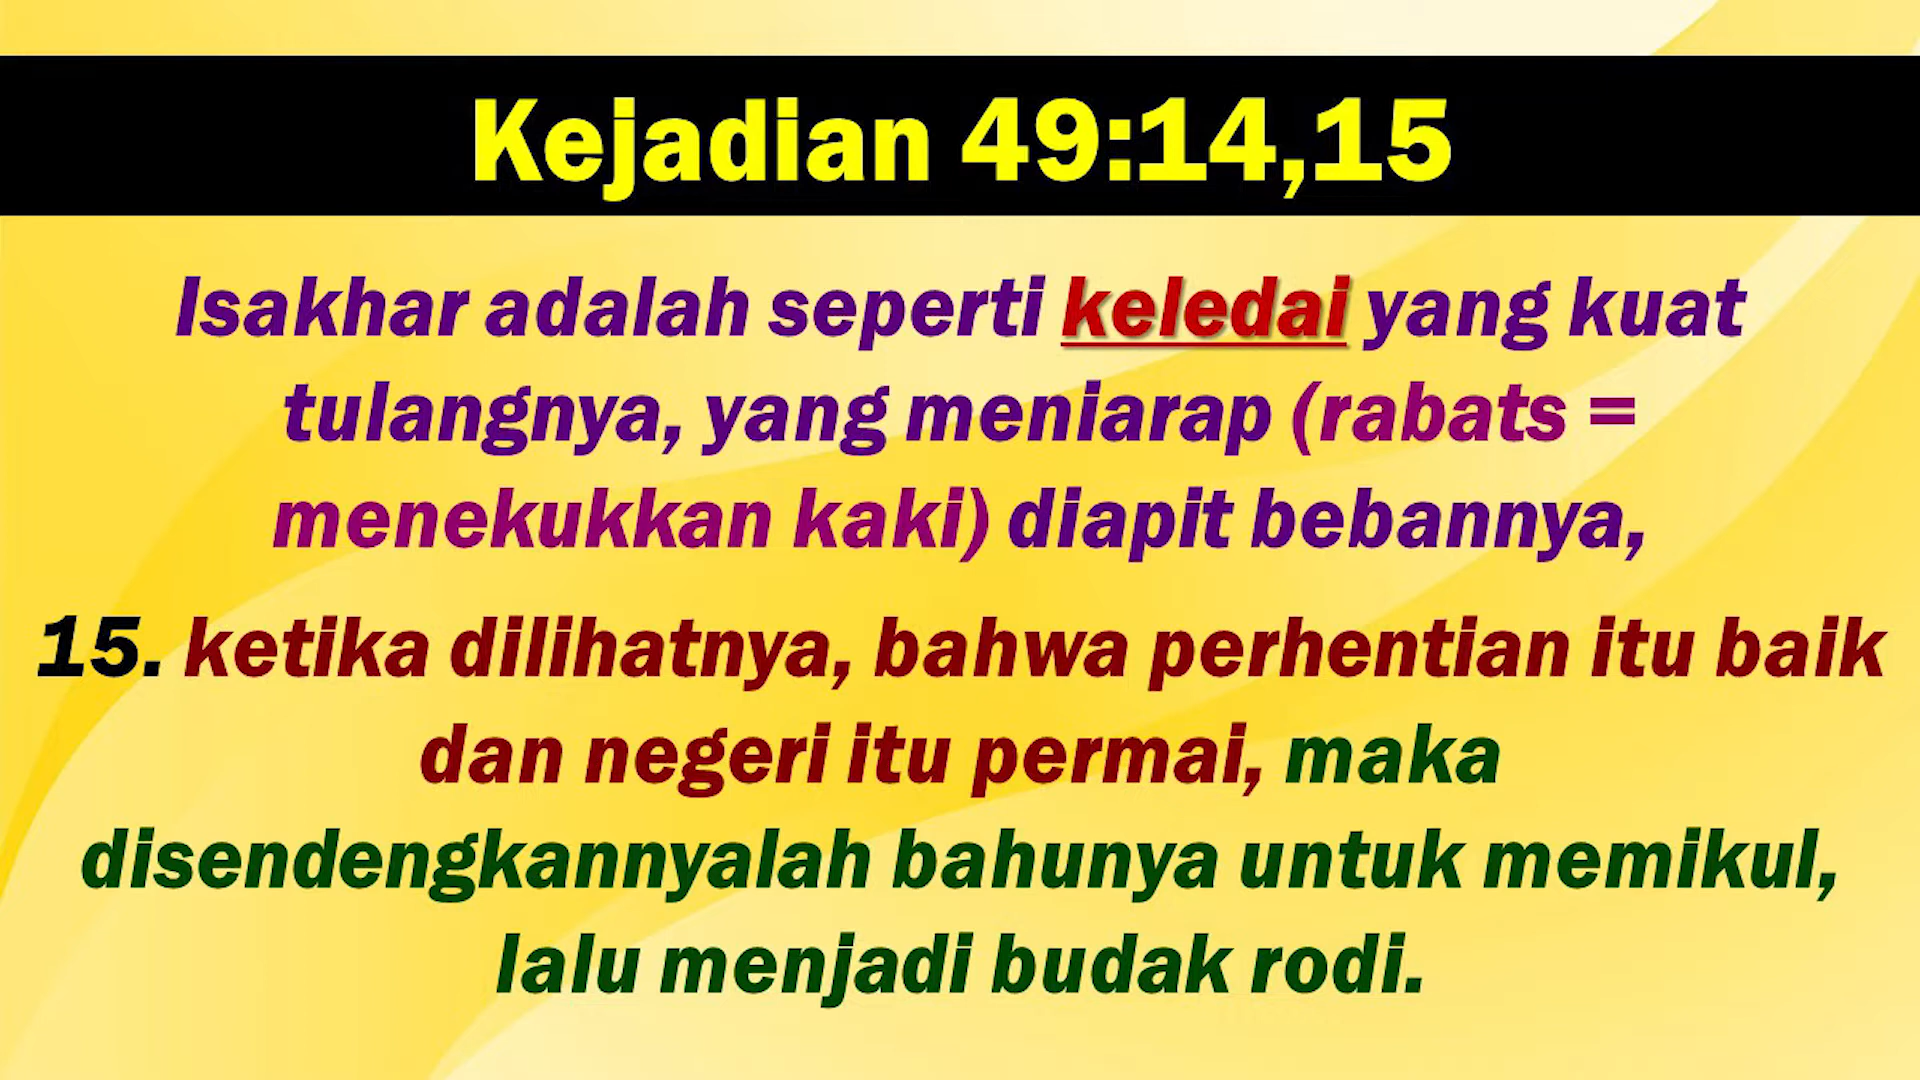 Kejadian 49:14,15
Isakhar adalah seperti keledai yang kuat
tulangnya, yang meniarap (rabats =
menekukkan kaki) diapit bebannya,
15. ketika dilihatnya, bahwa perhentian itu baik
dan negeri itu permai, maka
disendengkannyalah bahunya untuk memikul,
lalu menjadi budak rodi.